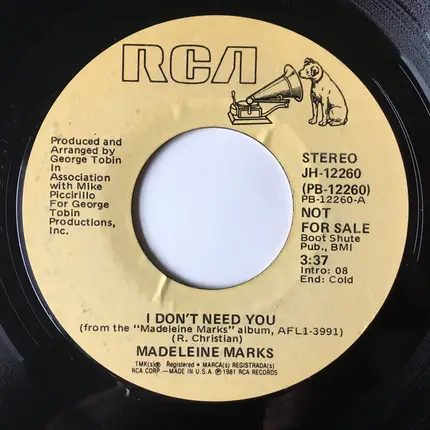 RCA
Produced and
Arranged by
George Tobin
In
Association
with Mike
Piccirillo
For George
Tobin
Productions,
Inc.
STEREO
JH-12260
(PB-12260)
PB-12260-A
NOT
FOR SALE
Boot Shute
Pub., BMI
3:37
Intro: 08
End: Cold
I DON'T NEED YOU
(from the "Madeleine Marks" album, AFL1-3991)
(R. Christian)
MADELEINE MARKS
TMK(s)® Registered • MARCA(s) REGISTRADA(s)
RCA CORP.—MADE IN U.S.A. ℗ 1981 RCA RECORDS